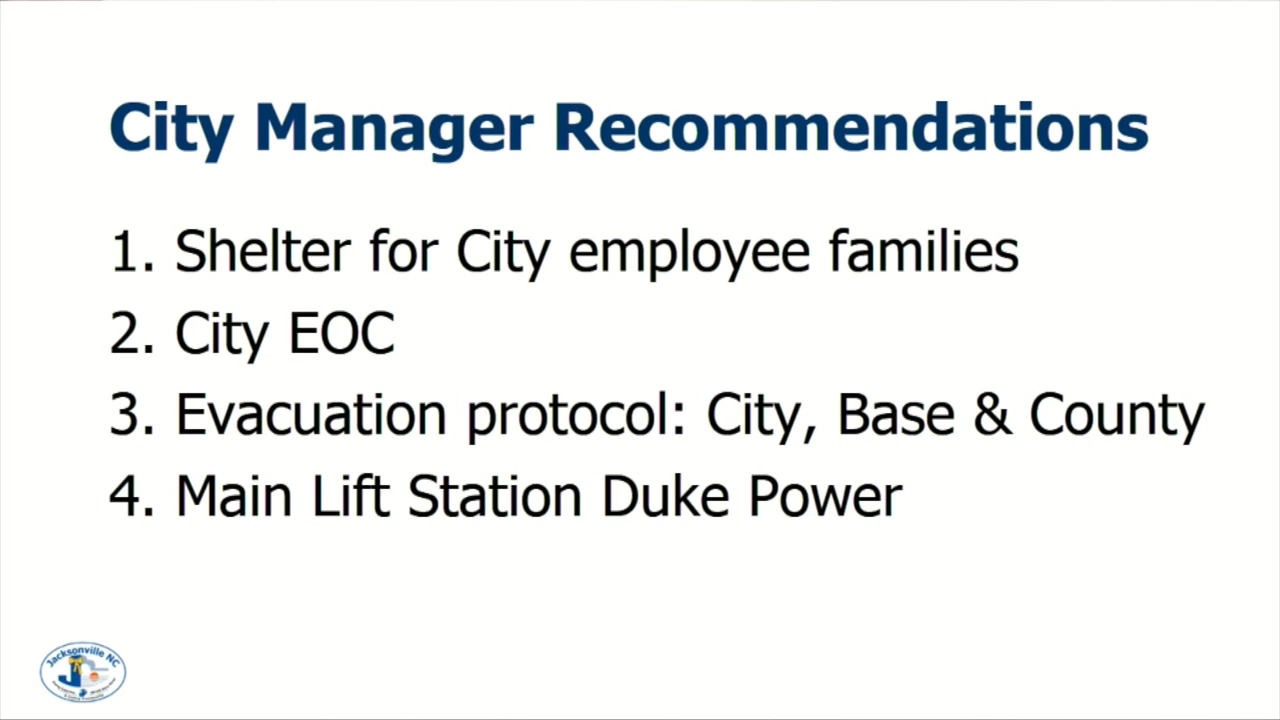 City Manager Recommendations
1. Shelter for City employee families
2. City EOC
3. Evacuation protocol: City, Base & County
4. Main Lift Station Duke Power
Jacksonville NC